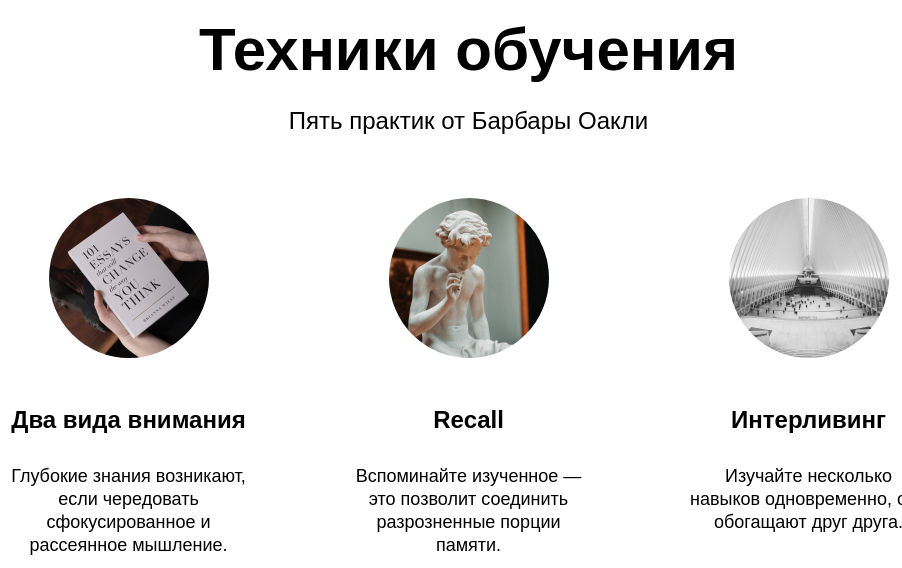 Техники обучения
Пять практик от Барбары Оакли
101
ESSAYS
that will
CHANGE
the way
YOU
THINK
BRIANNA WIEST
Два вида внимания
Глубокие знания возникают,
если чередовать
сфокусированное и
рассеянное мышление.
Recall
Вспоминайте изученное —
это позволит соединить
разрозненные порции
памяти.
Интерливинг
Изучайте несколько
навыков одновременно,
обогащают друг друга.